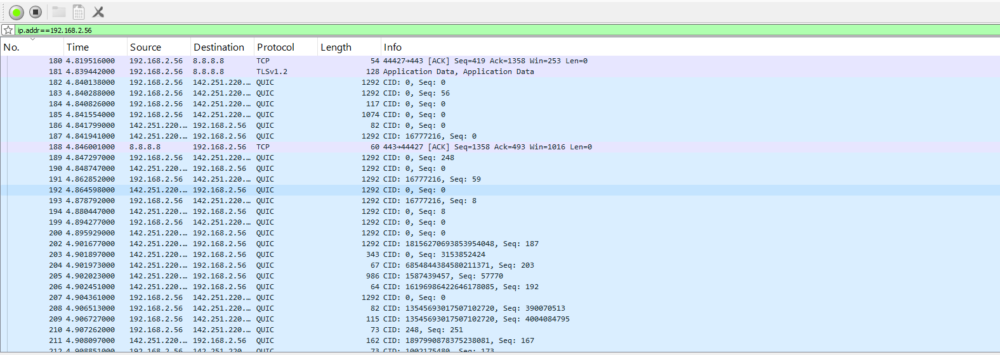 ip.addr==192.168.2.56
No. Time Source Destination Protocol Length Info
180 4.819516000 192.168.2.56 8.8.8.8 TCP 54 44427→443 [ACK] Seq=419 Ack=1358 Win=253 Len=0
181 4.839442000 192.168.2.56 8.8.8.8 TLSv1.2 128 Application Data, Application Data
182 4.840138000 192.168.2.56 142.251.220.… QUIC 1292 CID: 0, Seq: 0
183 4.840288000 192.168.2.56 142.251.220.… QUIC 1292 CID: 0, Seq: 56
184 4.840826000 192.168.2.56 142.251.220.… QUIC 117 CID: 0, Seq: 0
185 4.841554000 192.168.2.56 142.251.220.… QUIC 1074 CID: 0, Seq: 0
186 4.841799000 142.251.220.… 192.168.2.56 QUIC 82 CID: 0, Seq: 0
187 4.841941000 142.251.220.… 192.168.2.56 QUIC 1292 CID: 16777216, Seq: 0
188 4.846001000 8.8.8.8 192.168.2.56 TCP 60 443→44427 [ACK] Seq=1358 Ack=493 Win=1016 Len=0
189 4.847297000 192.168.2.56 142.251.220.… QUIC 1292 CID: 0, Seq: 248
190 4.848747000 142.251.220.… 192.168.2.56 QUIC 1292 CID: 0, Seq: 0
191 4.862852000 192.168.2.56 142.251.220.… QUIC 1292 CID: 16777216, Seq: 59
192 4.864598000 142.251.220.… 192.168.2.56 QUIC 1292 CID: 0, Seq: 0
193 4.878792000 192.168.2.56 142.251.220.… QUIC 1292 CID: 16777216, Seq: 8
194 4.880447000 142.251.220.… 192.168.2.56 QUIC 1292 CID: 0, Seq: 8
199 4.894277000 192.168.2.56 142.251.220.… QUIC 1292 CID: 0, Seq: 0
200 4.895929000 142.251.220.… 192.168.2.56 QUIC 1292 CID: 0, Seq: 0
202 4.901677000 142.251.220.… 192.168.2.56 QUIC 1292 CID: 18156270693853954048, Seq: 187
203 4.901897000 142.251.220.… 192.168.2.56 QUIC 343 CID: 0, Seq: 3153852424
204 4.901973000 142.251.220.… 192.168.2.56 QUIC 67 CID: 6854844384580211371, Seq: 203
205 4.902023000 142.251.220.… 192.168.2.56 QUIC 986 CID: 1587439457, Seq: 57770
206 4.902451000 142.251.220.… 192.168.2.56 QUIC 64 CID: 16196986422646178085, Seq: 192
207 4.904361000 192.168.2.56 142.251.220.… QUIC 1292 CID: 0, Seq: 0
208 4.906513000 192.168.2.56 142.251.220.… QUIC 82 CID: 13545693017507102720, Seq: 390070513
209 4.906727000 192.168.2.56 142.251.220.… QUIC 115 CID: 13545693017507102720, Seq: 4004084795
210 4.907262000 192.168.2.56 142.251.220.… QUIC 73 CID: 248, Seq: 251
211 4.908097000 142.251.220.… 192.168.2.56 QUIC 162 CID: 1897990878375238081, Seq: 167
212 4.908851000 192.168.2.56 142.251.220.… QUIC 73 CID: 1002175480, Seq: 173